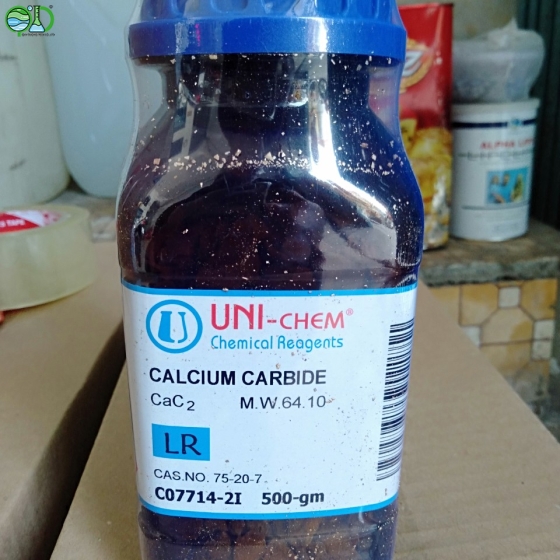 UNI-CHEM®
Chemical Reagents
CALCIUM CARBIDE
CaC2 M.W.64.10
LR
CAS.NO. 75-20-7
C07714-2I 500-gm
TAPE